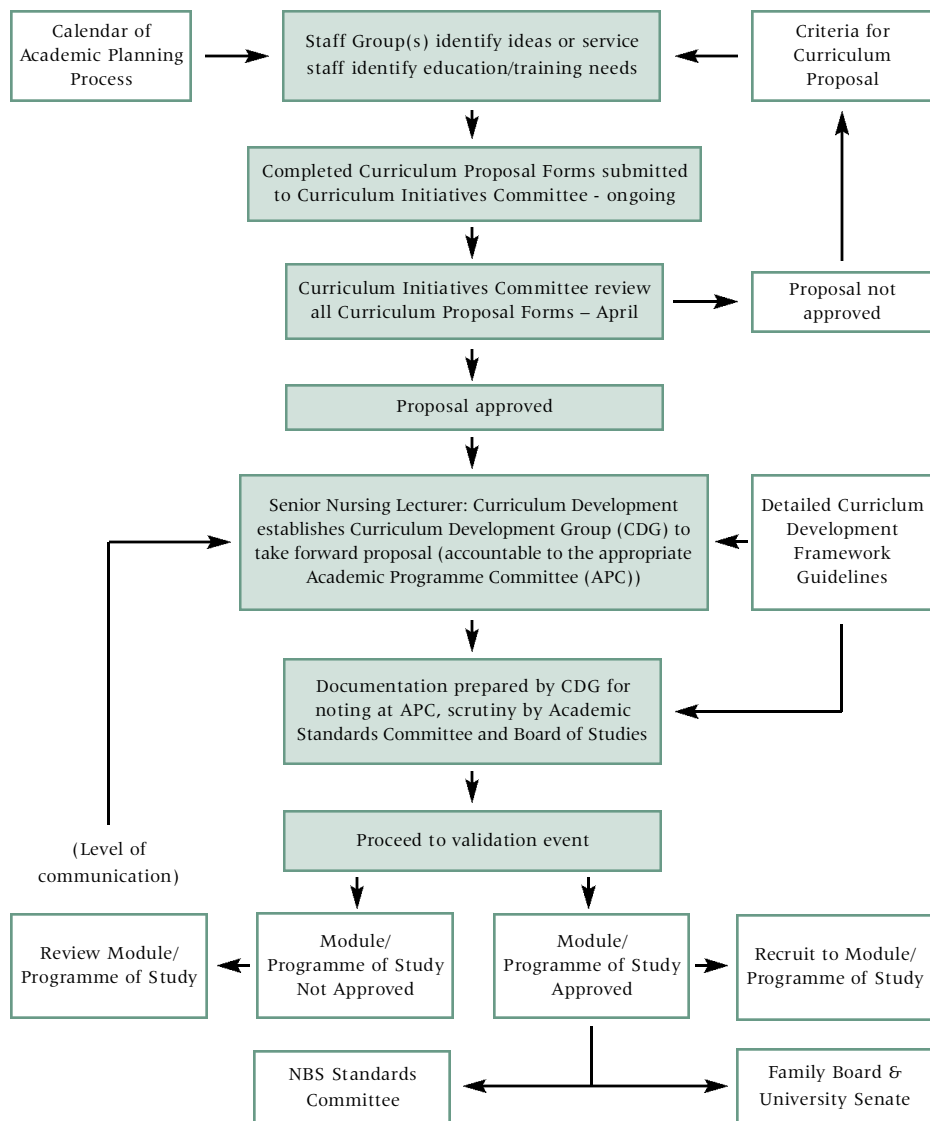 Calendar of
Academic Planning
Process
Staff Group(s) identify ideas or service
staff identify education/training needs
Criteria for
Curriculum
Proposal
Completed Curriculum Proposal Forms submitted
to Curriculum Initiatives Committee - ongoing
Curriculum Initiatives Committee review
all Curriculum Proposal Forms – April
Proposal not
approved
Proposal approved
Senior Nursing Lecturer: Curriculum Development
establishes Curriculum Development Group (CDG) to
take forward proposal (accountable to the appropriate
Academic Programme Committee (APC))
Detailed Curriclum
Development
Framework
Guidelines
Documentation prepared by CDG for
noting at APC, scrutiny by Academic
Standards Committee and Board of Studies
Proceed to validation event
(Level of
communication)
Review Module/
Programme of Study
Module/
Programme of Study
Not Approved
Module/
Programme of Study
Approved
Recruit to Module/
Programme of Study
NBS Standards
Committee
Family Board &
University Senate